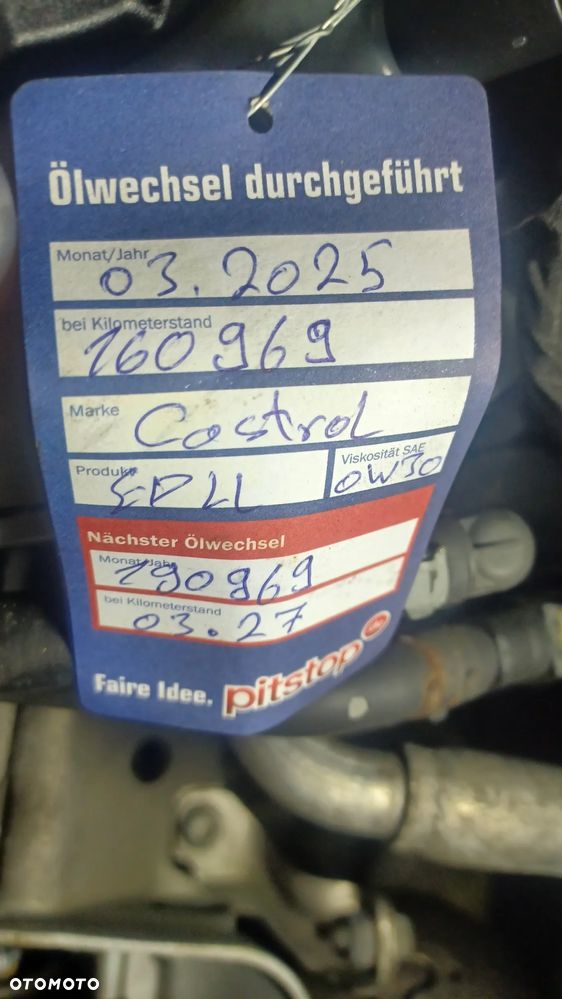 Ölwechsel durchgeführt
Monat/Jahr
03.2025
bei Kilometerstand
160969
Marke
Castrol
Produkt
Viskosität SAE
0W30
Nächster Ölwechsel
Monat/Jahr
190969
bei Kilometerstand
03.27
Faire Idee. pitstop
OTOMOTO